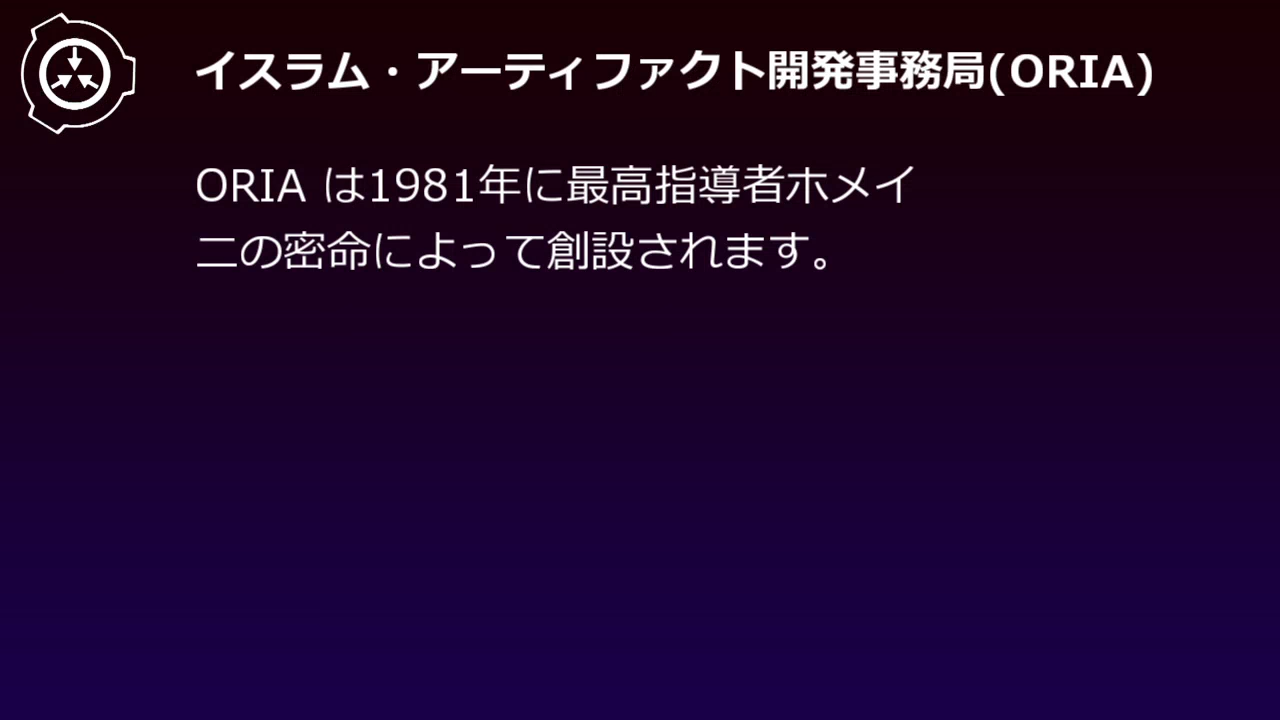 イスラム・アーティファクト開発事務局(ORIA)
ORIA は1981年に最高指導者ホメイ
ニの密命によって創設されます。